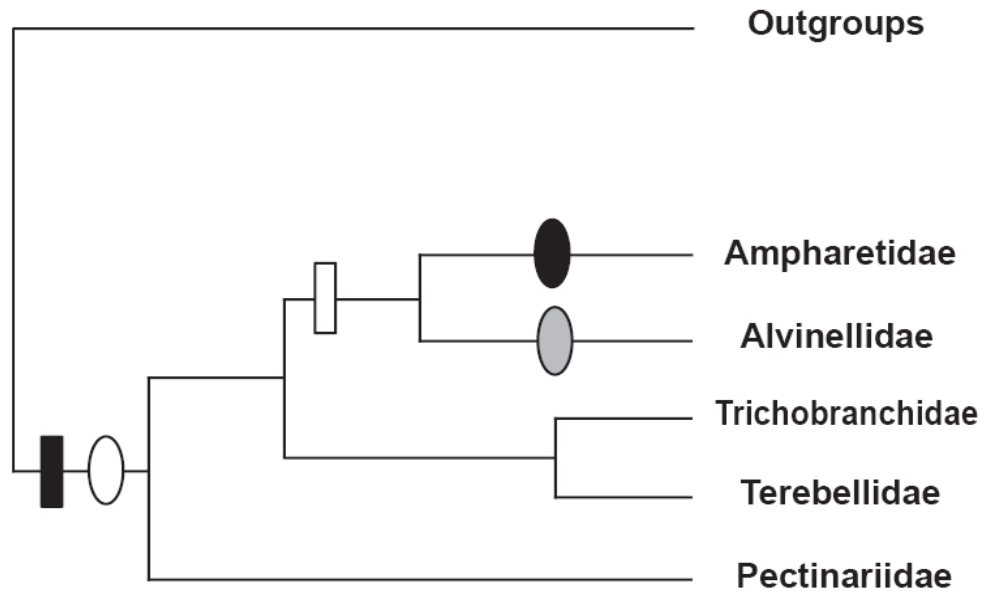 Outgroups
Ampharetidae
Alvinellidae
Trichobranchidae
Terebellidae
Pectinariidae